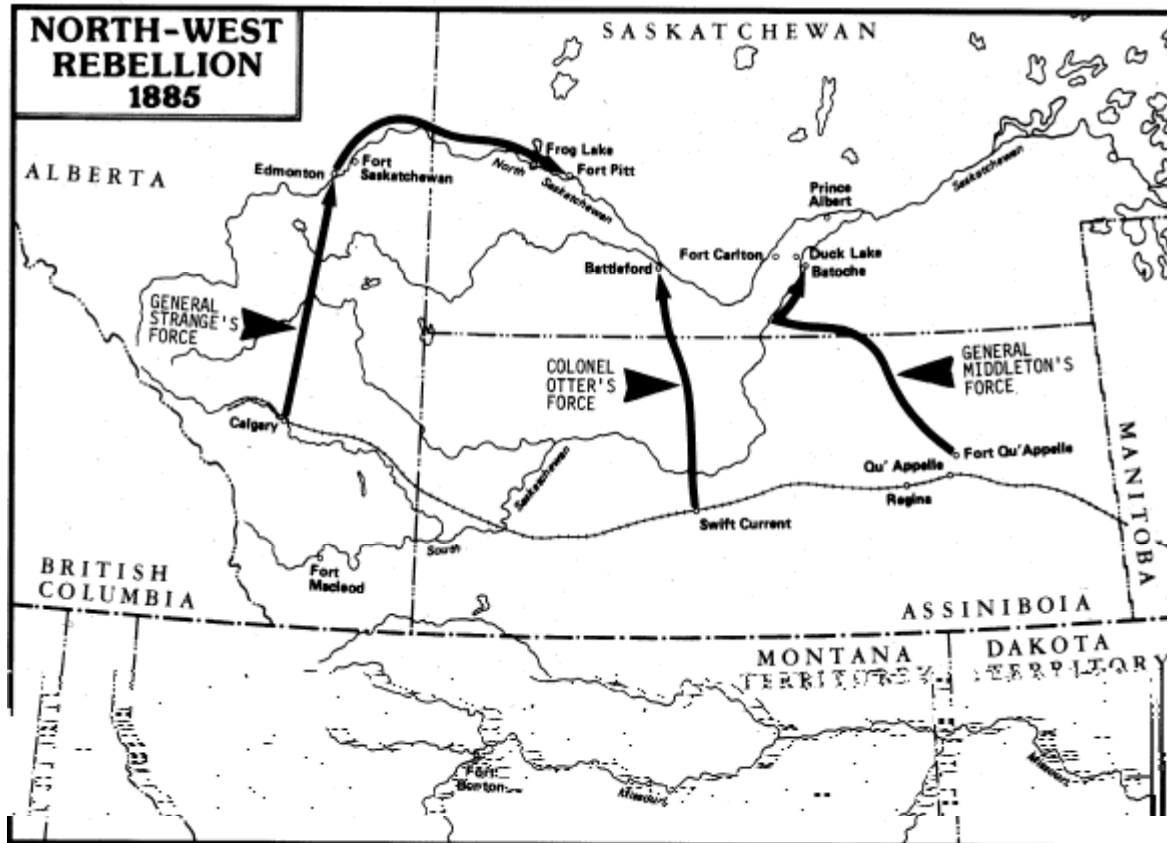 NORTH-WEST
REBELLION
1885
SASKATCHEWAN
ALBERTA
Edmonton
Fort
Saskatchewan
Frog Lake
Fort Pitt
North
Saskatchewan
Saskatchewan
Prince
Albert
Fort Carlton
Duck Lake
Batoche
Battleford
GENERAL
STRANGE'S
FORCE
COLONEL
OTTER'S
FORCE
GENERAL
MIDDLETON'S
FORCE
Calgary
Saskatchewan
South
Fort Qu'Appelle
Qu' Appelle
Regina
Swift Current
MANITOBA
Fort
Macleod
BRITISH
COLUMBIA
ASSINIBOIA
MONTANA
TERRITORY
DAKOTA
TERRITORY
Fort
Benton
Missouri
Missouri